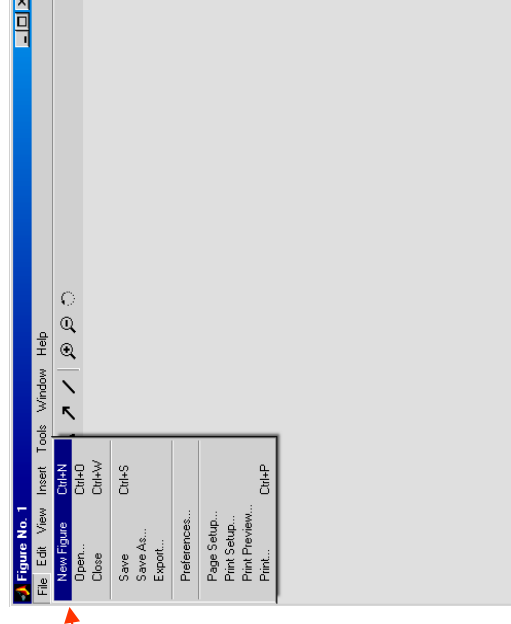 Figure No. 1
File Edit View Insert Tools Window Help
New Figure Ctrl+N
Open... Ctrl+O
Close Ctrl+W
Save Ctrl+S
Save As...
Export...
Preferences...
Page Setup...
Print Setup...
Print Preview...
Print... Ctrl+P